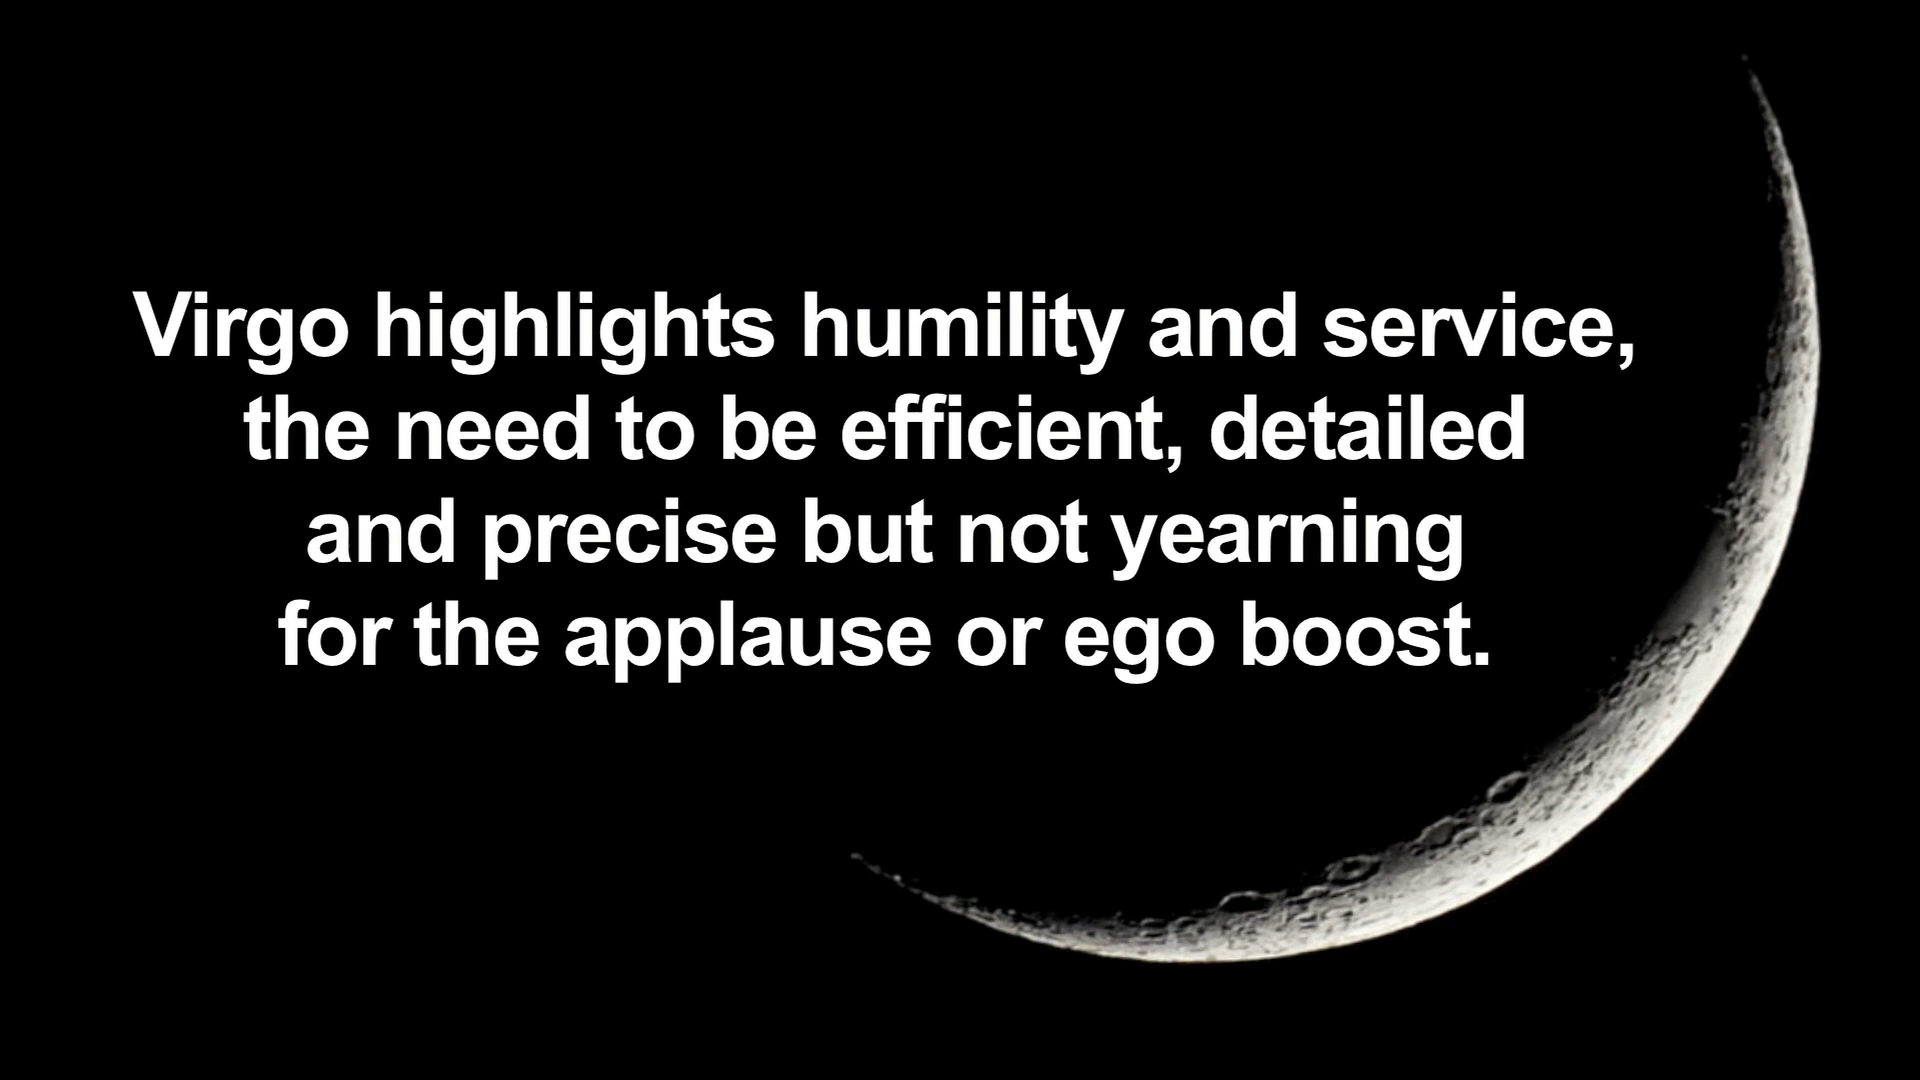 Virgo highlights humility and service,
the need to be efficient, detailed
and precise but not yearning
for the applause or ego boost.